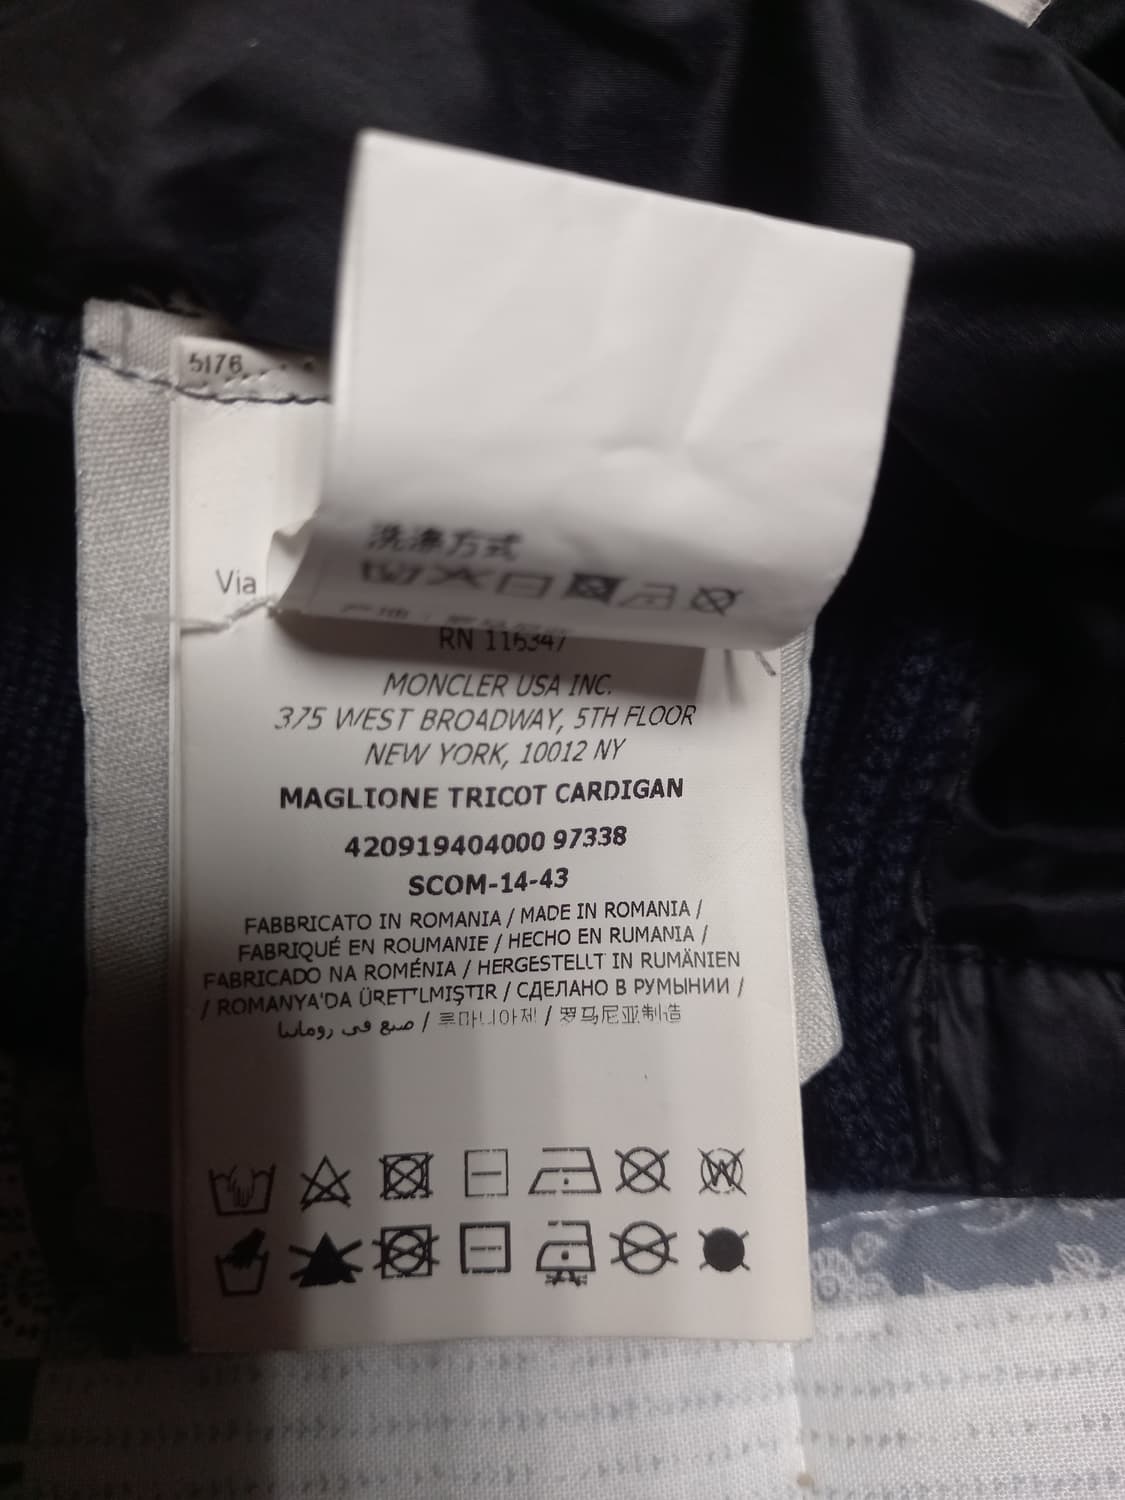 5176
洗涤方式
Via
RN 116347
MONCLER USA INC.
375 WEST BROADWAY, 5TH FLOOR
NEW YORK, 10012 NY
MAGLIONE TRICOT CARDIGAN
420919404000 97338
SCOM-14-43
FABBRICATO IN ROMANIA / MADE IN ROMANIA /
FABRIQUÉ EN ROUMANIE / HECHO EN RUMANIA /
FABRICADO NA ROMÉNIA / HERGESTELLT IN RUMÄNIEN
/ ROMANYA'DA ÜRET'LMIŞTIR / СДЕЛАНО В РУМЫНИИ /
صنع في رومانيا / 루마니아제 / 罗马尼亚制造
W